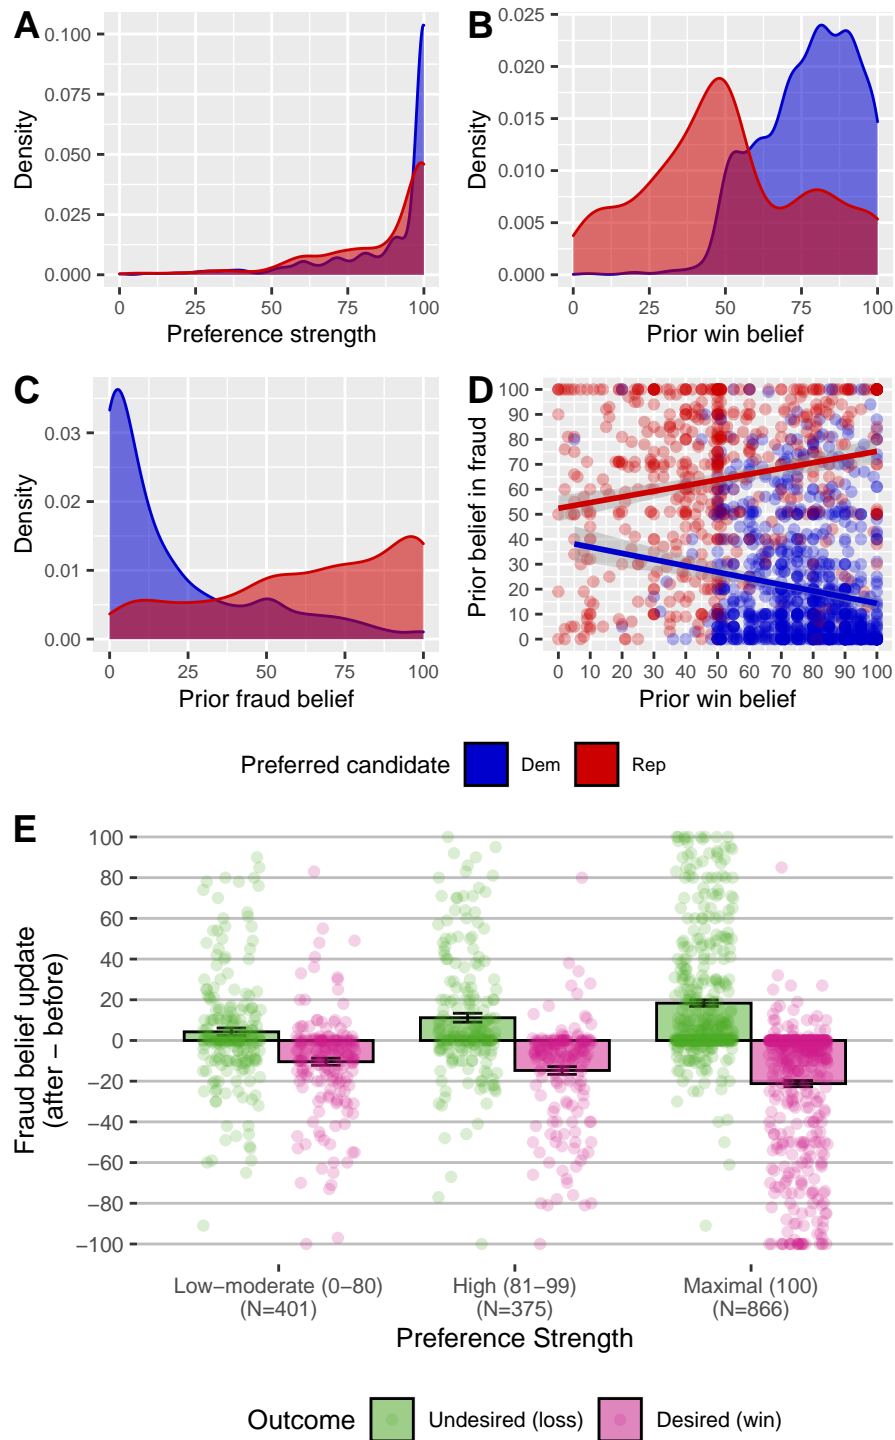 A
0.100
0.075
0.050
0.025
0.000
Density
0
25
50
75
100
Preference strength
B
0.025
0.020
0.015
0.010
0.005
0.000
Density
0
25
50
75
100
Prior win belief
C
0.03
0.02
0.01
0.00
Density
0
25
50
75
100
Prior fraud belief
D
100
90
80
70
60
50
40
30
20
10
0
Prior belief in fraud
0
10
20
30
40
50
60
70
80
90
100
Prior win belief
Preferred candidate
Dem
Rep
E
100
80
60
40
20
0
−20
−40
−60
−80
−100
Fraud belief update
(after − before)
Low−moderate (0−80)
(N=401)
High (81−99)
(N=375)
Maximal (100)
(N=866)
Preference Strength
Outcome
Undesired (loss)
Desired (win)